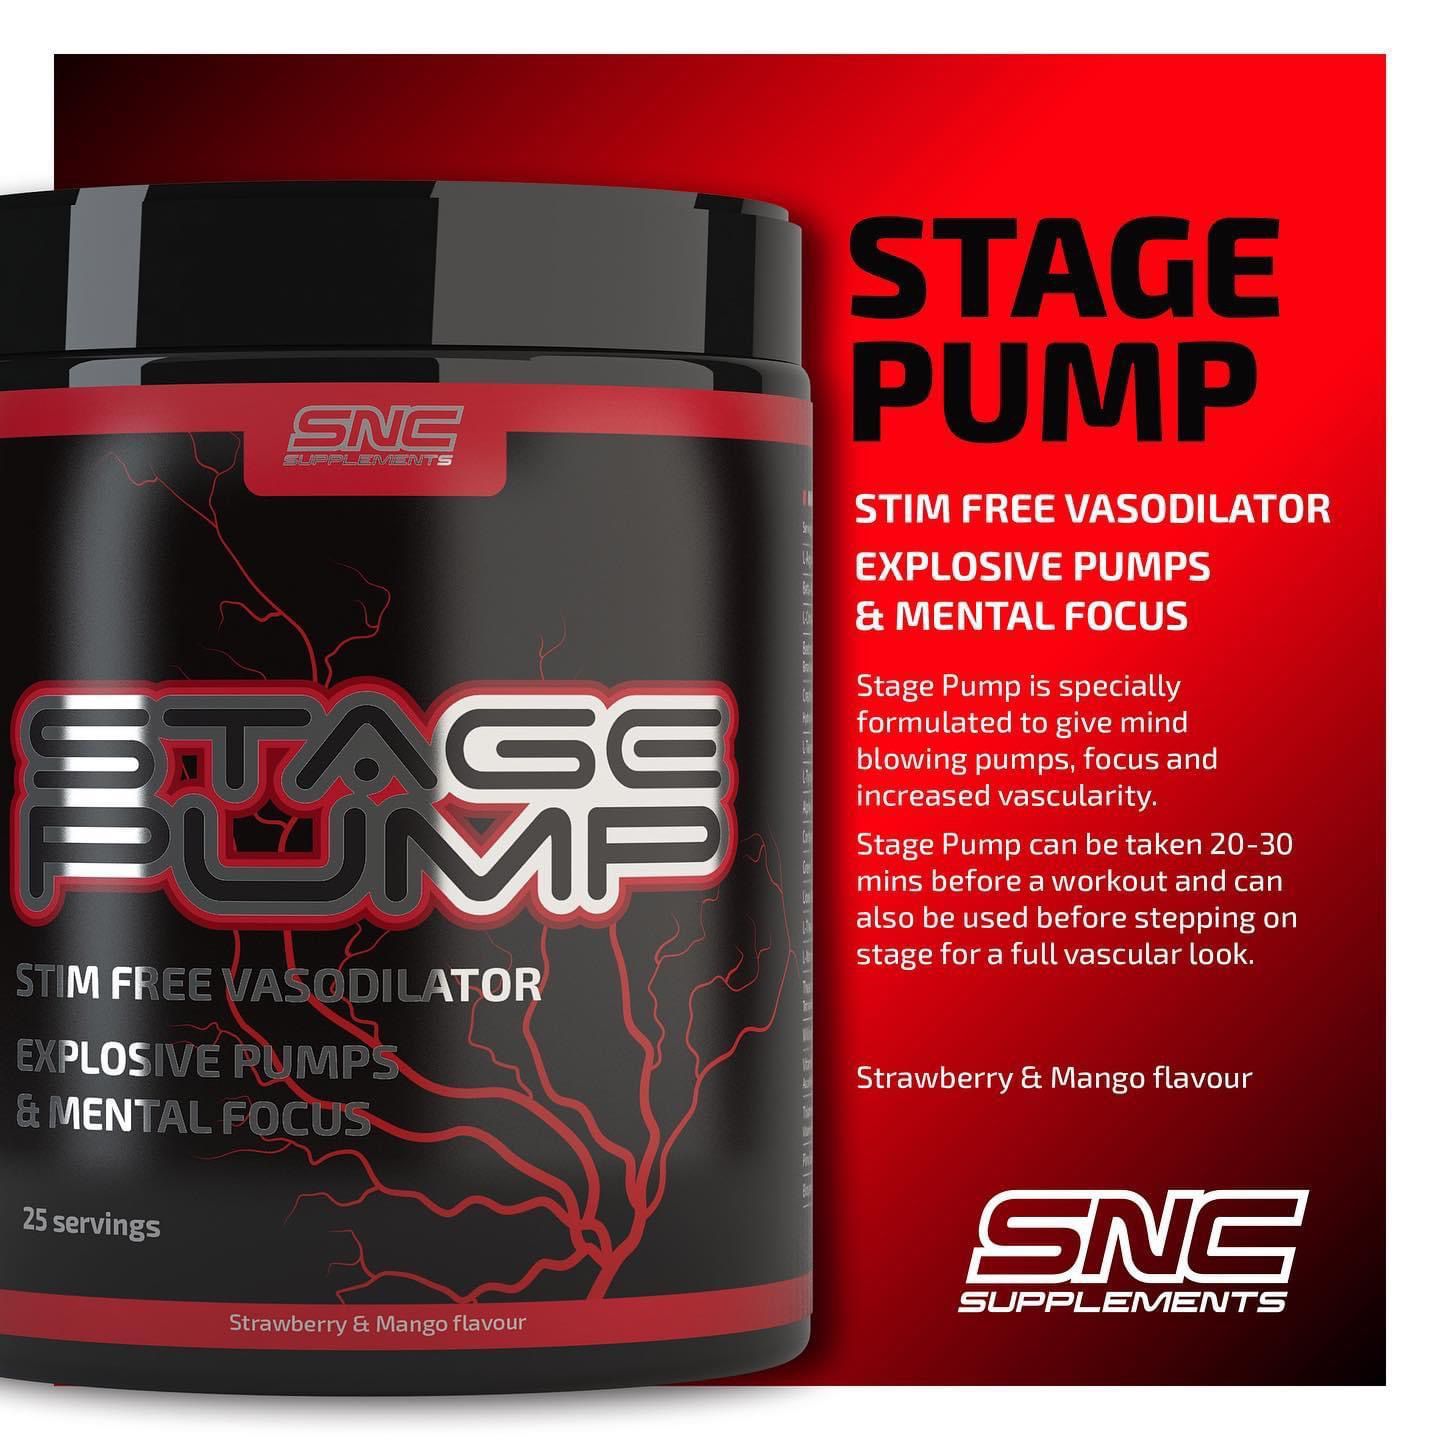 SNC
SUPPLEMENTS
STAGE
PUMP
STIM FREE VASODILATOR
EXPLOSIVE PUMPS
& MENTAL FOCUS
25 servings
Strawberry & Mango flavour
STAGE
PUMP
STIM FREE VASODILATOR
EXPLOSIVE PUMPS
& MENTAL FOCUS
Stage Pump is specially
formulated to give mind
blowing pumps, focus and
increased vascularity.
Stage Pump can be taken 20-30
mins before a workout and can
also be used before stepping on
stage for a full vascular look.
Strawberry & Mango flavour
SNC
SUPPLEMENTS